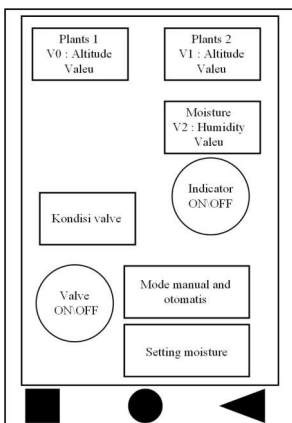 Plants 1
V0 : Altitude
Valeu
Plants 2
V1 : Altitude
Valeu
Moisture
V2 : Humidity
Valeu
Indicator
ON\OFF
Kondisi valve
Valve
ON\OFF
Mode manual and
otomatis
Setting moisture